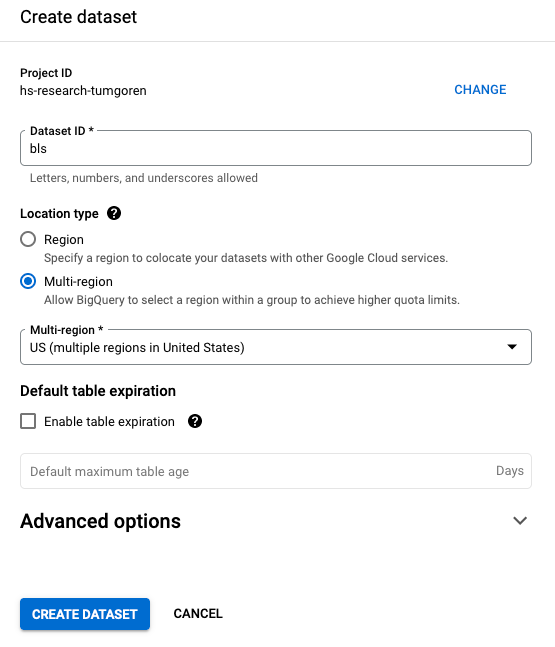 Create dataset
Project ID
hs-research-tumgoren
CHANGE
Dataset ID *
bls
Letters, numbers, and underscores allowed
Location type ?
Region
Specify a region to colocate your datasets with other Google Cloud services.
Multi-region
Allow BigQuery to select a region within a group to achieve higher quota limits.
Multi-region *
US (multiple regions in United States)
Default table expiration
Enable table expiration ?
Default maximum table age Days
Advanced options
CREATE DATASET CANCEL